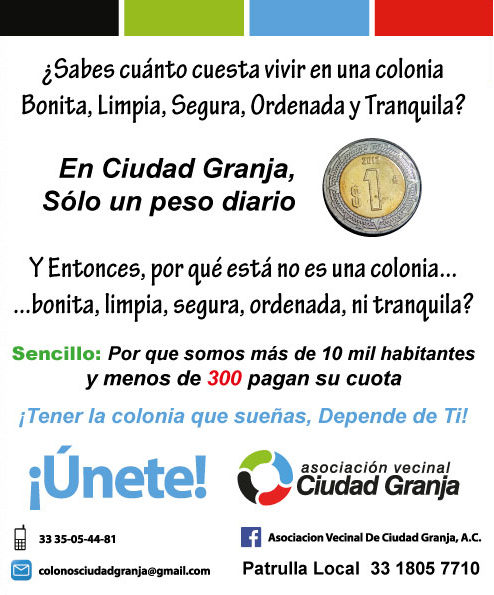 ¿Sabes cuánto cuesta vivir en una colonia
Bonita, Limpia, Segura, Ordenada y Tranquila?
En Ciudad Granja,
Sólo un peso diario
2012
$ 1
Y Entonces, por qué está no es una colonia...
...bonita, limpia, segura, ordenada, ni tranquila?
Sencillo: Por que somos más de 10 mil habitantes
y menos de 300 pagan su cuota
¡Tener la colonia que sueñas, Depende de Ti!
¡Únete!
asociación vecinal
Ciudad Granja
33 35-05-44-81
Asociacion Vecinal De Ciudad Granja, A.C.
colonosciudadgranja@gmail.com
Patrulla Local 33 1805 7710